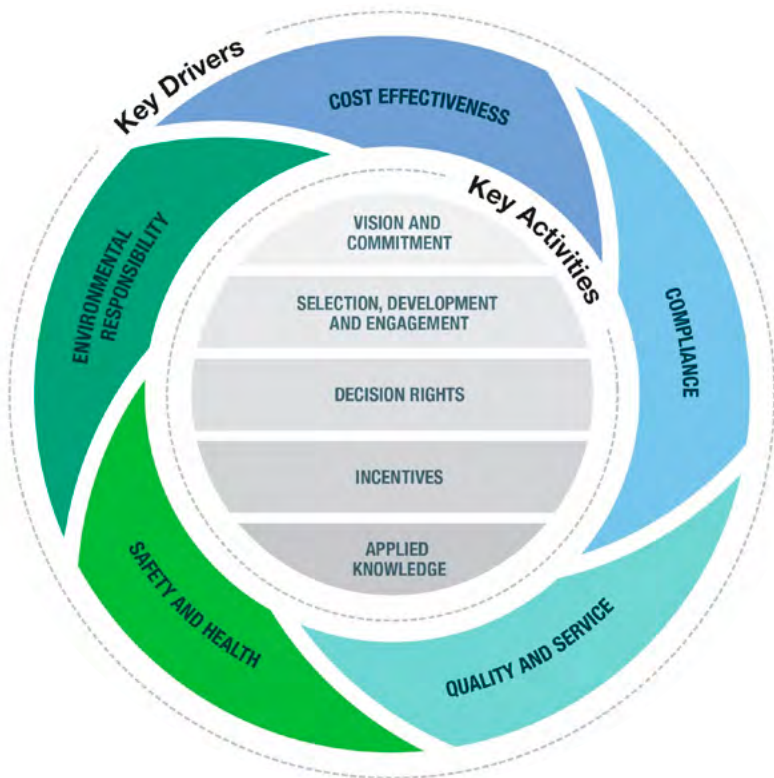 Key Drivers
COST EFFECTIVENESS
COMPLIANCE
QUALITY AND SERVICE
SAFETY AND HEALTH
ENVIRONMENTAL
RESPONSIBILITY
Key Activities
VISION AND
COMMITMENT
SELECTION, DEVELOPMENT
AND ENGAGEMENT
DECISION RIGHTS
INCENTIVES
APPLIED
KNOWLEDGE